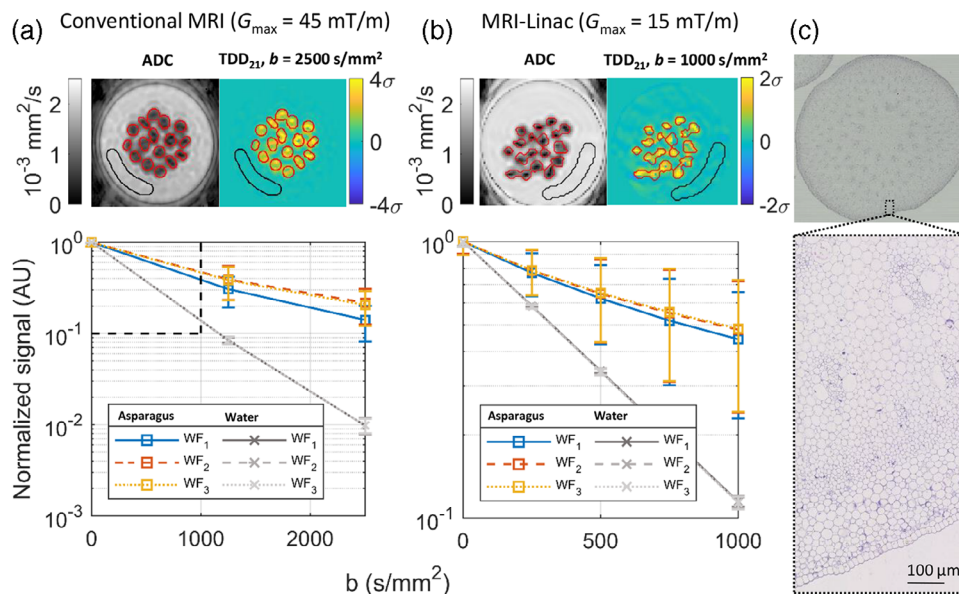 (a) Conventional MRI (Gmax = 45 mT/m)
ADC
TDD21, b = 2500 s/mm²
10⁻³ mm²/s
2
1
0
4σ
0
-4σ
Normalized signal (AU)
10⁰
10⁻¹
10⁻²
10⁻³
Asparagus Water
WF1 WF1
WF2 WF2
WF3 WF3
0 1000 2000
(b) MRI-Linac (Gmax = 15 mT/m)
ADC
TDD21, b = 1000 s/mm²
10⁻³ mm²/s
2
1
0
2σ
0
-2σ
10⁰
10⁻¹
Asparagus Water
WF1 WF1
WF2 WF2
WF3 WF3
0 500 1000
b (s/mm²)
(c)
100 μm